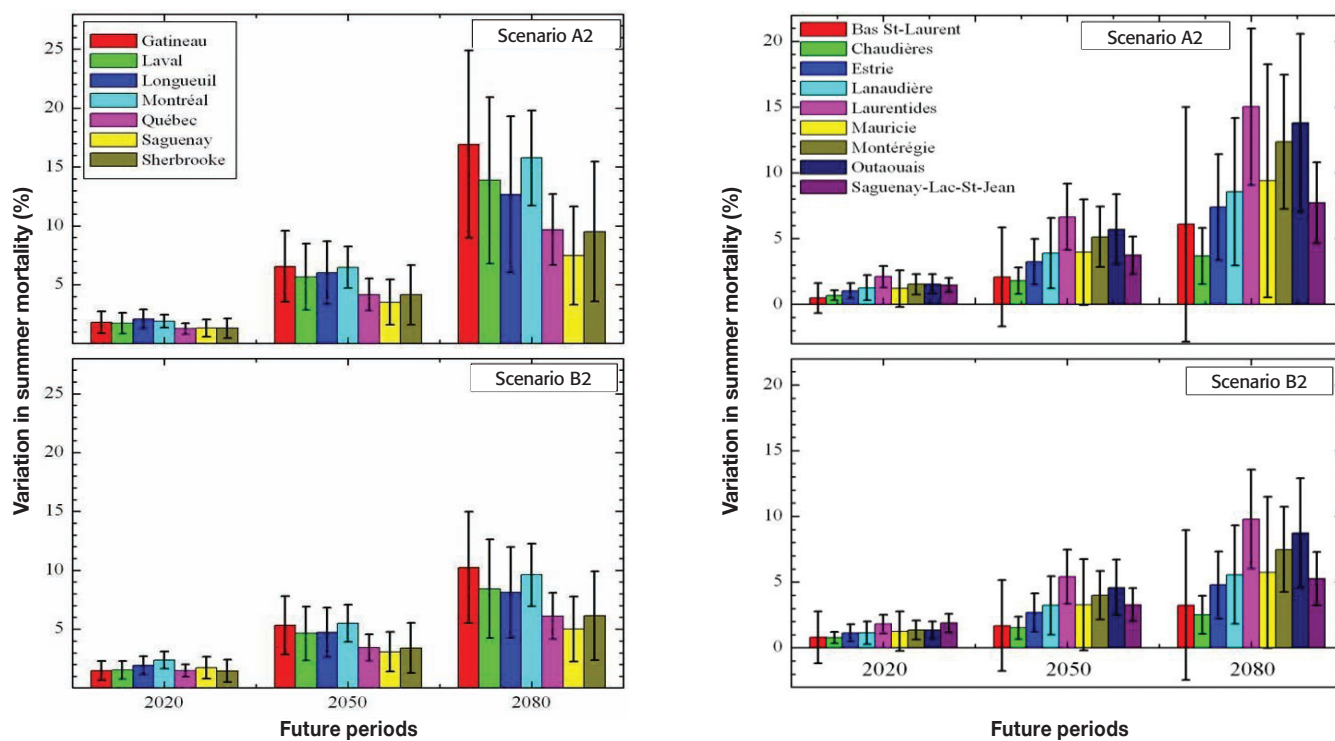 Variation in summer mortality (%)
25
20
15
10
5
Gatineau
Laval
Longueuil
Montréal
Québec
Saguenay
Sherbrooke
Scenario A2
25
20
15
10
5
Scenario B2
2020 2050 2080
Future periods
Variation in summer mortality (%)
20
15
10
5
0
Bas St-Laurent
Chaudières
Estrie
Lanaudière
Laurentides
Mauricie
Montérégie
Outaouais
Saguenay-Lac-St-Jean
Scenario A2
20
15
10
5
0
Scenario B2
2020 2050 2080
Future periods